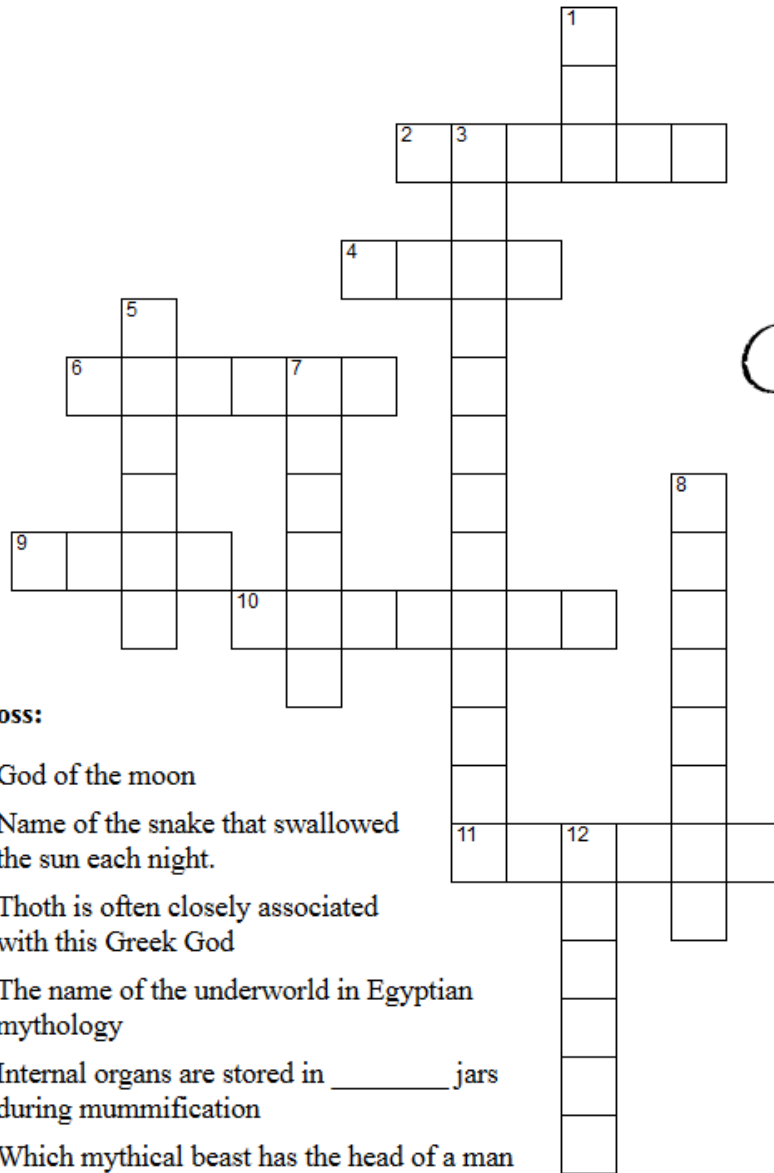 1
2 3
4
5
6 7
8
9
10
oss:
God of the moon
11 12
Name of the snake that swallowed
the sun each night.
Thoth is often closely associated
with this Greek God
The name of the underworld in Egyptian
mythology
Internal organs are stored in ________ jars
during mummification
Which mythical beast has the head of a man